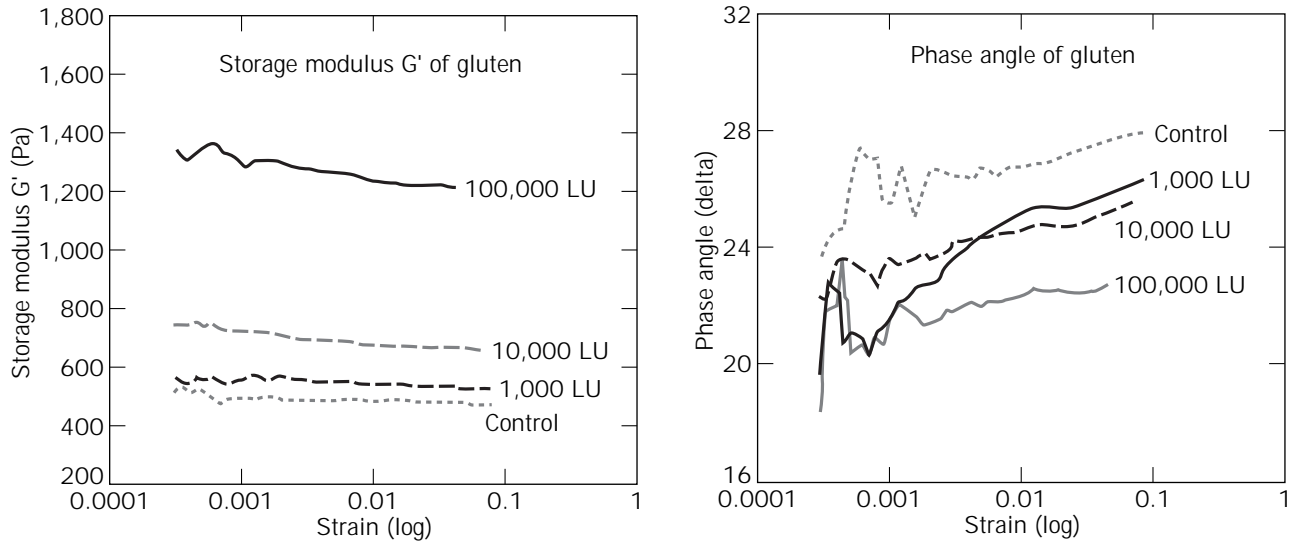 Storage modulus G' of gluten
Storage modulus G' (Pa)
1,800
1,600
1,400
1,200
1,000
800
600
400
200
100,000 LU
10,000 LU
1,000 LU
Control
0.0001
0.001
0.01
0.1
1
Strain (log)
Phase angle of gluten
Phase angle (delta)
32
28
24
20
16
Control
1,000 LU
10,000 LU
100,000 LU
0.0001
0.001
0.01
0.1
1
Strain (log)